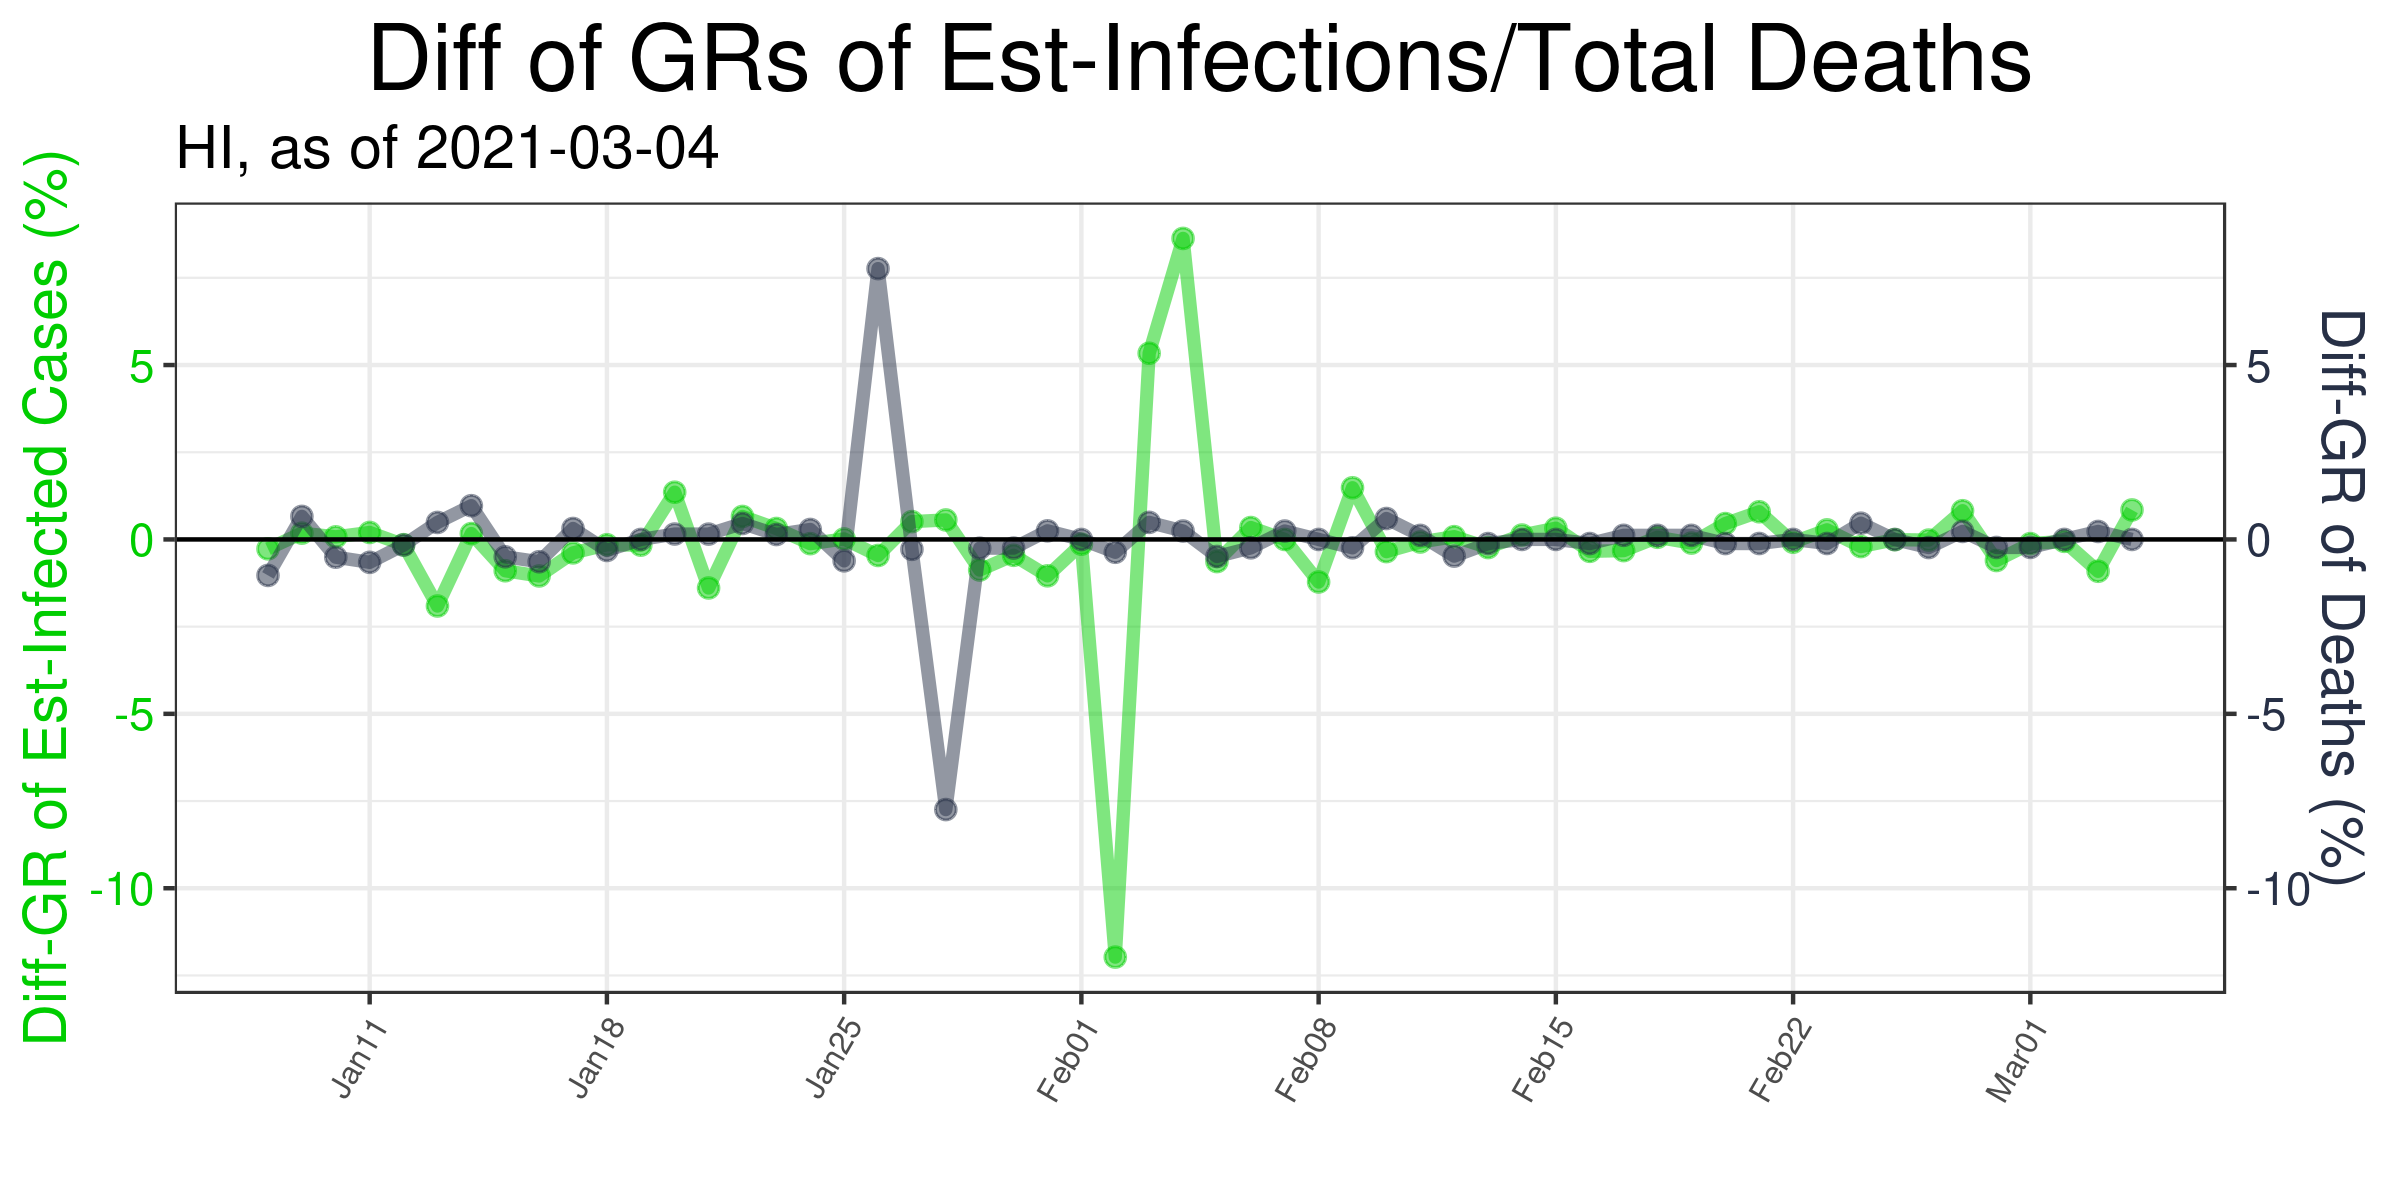 Diff of GRs of Est-Infections/Total Deaths
HI, as of 2021-03-04
Diff-GR of Est-Infected Cases (%)
5
0
-5
-10
5
0
-5
-10
Diff-GR of Deaths (%)
Jan11
Jan18
Jan25
Feb01
Feb08
Feb15
Feb22
Mar01